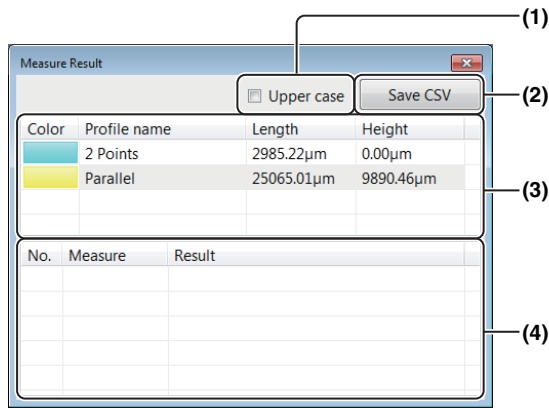 (1)
Measure Result
Upper case Save CSV (2)
Color Profile name Length Height
2 Points 2985.22µm 0.00µm
Parallel 25065.01µm 9890.46µm
(3)
No. Measure Result
(4)